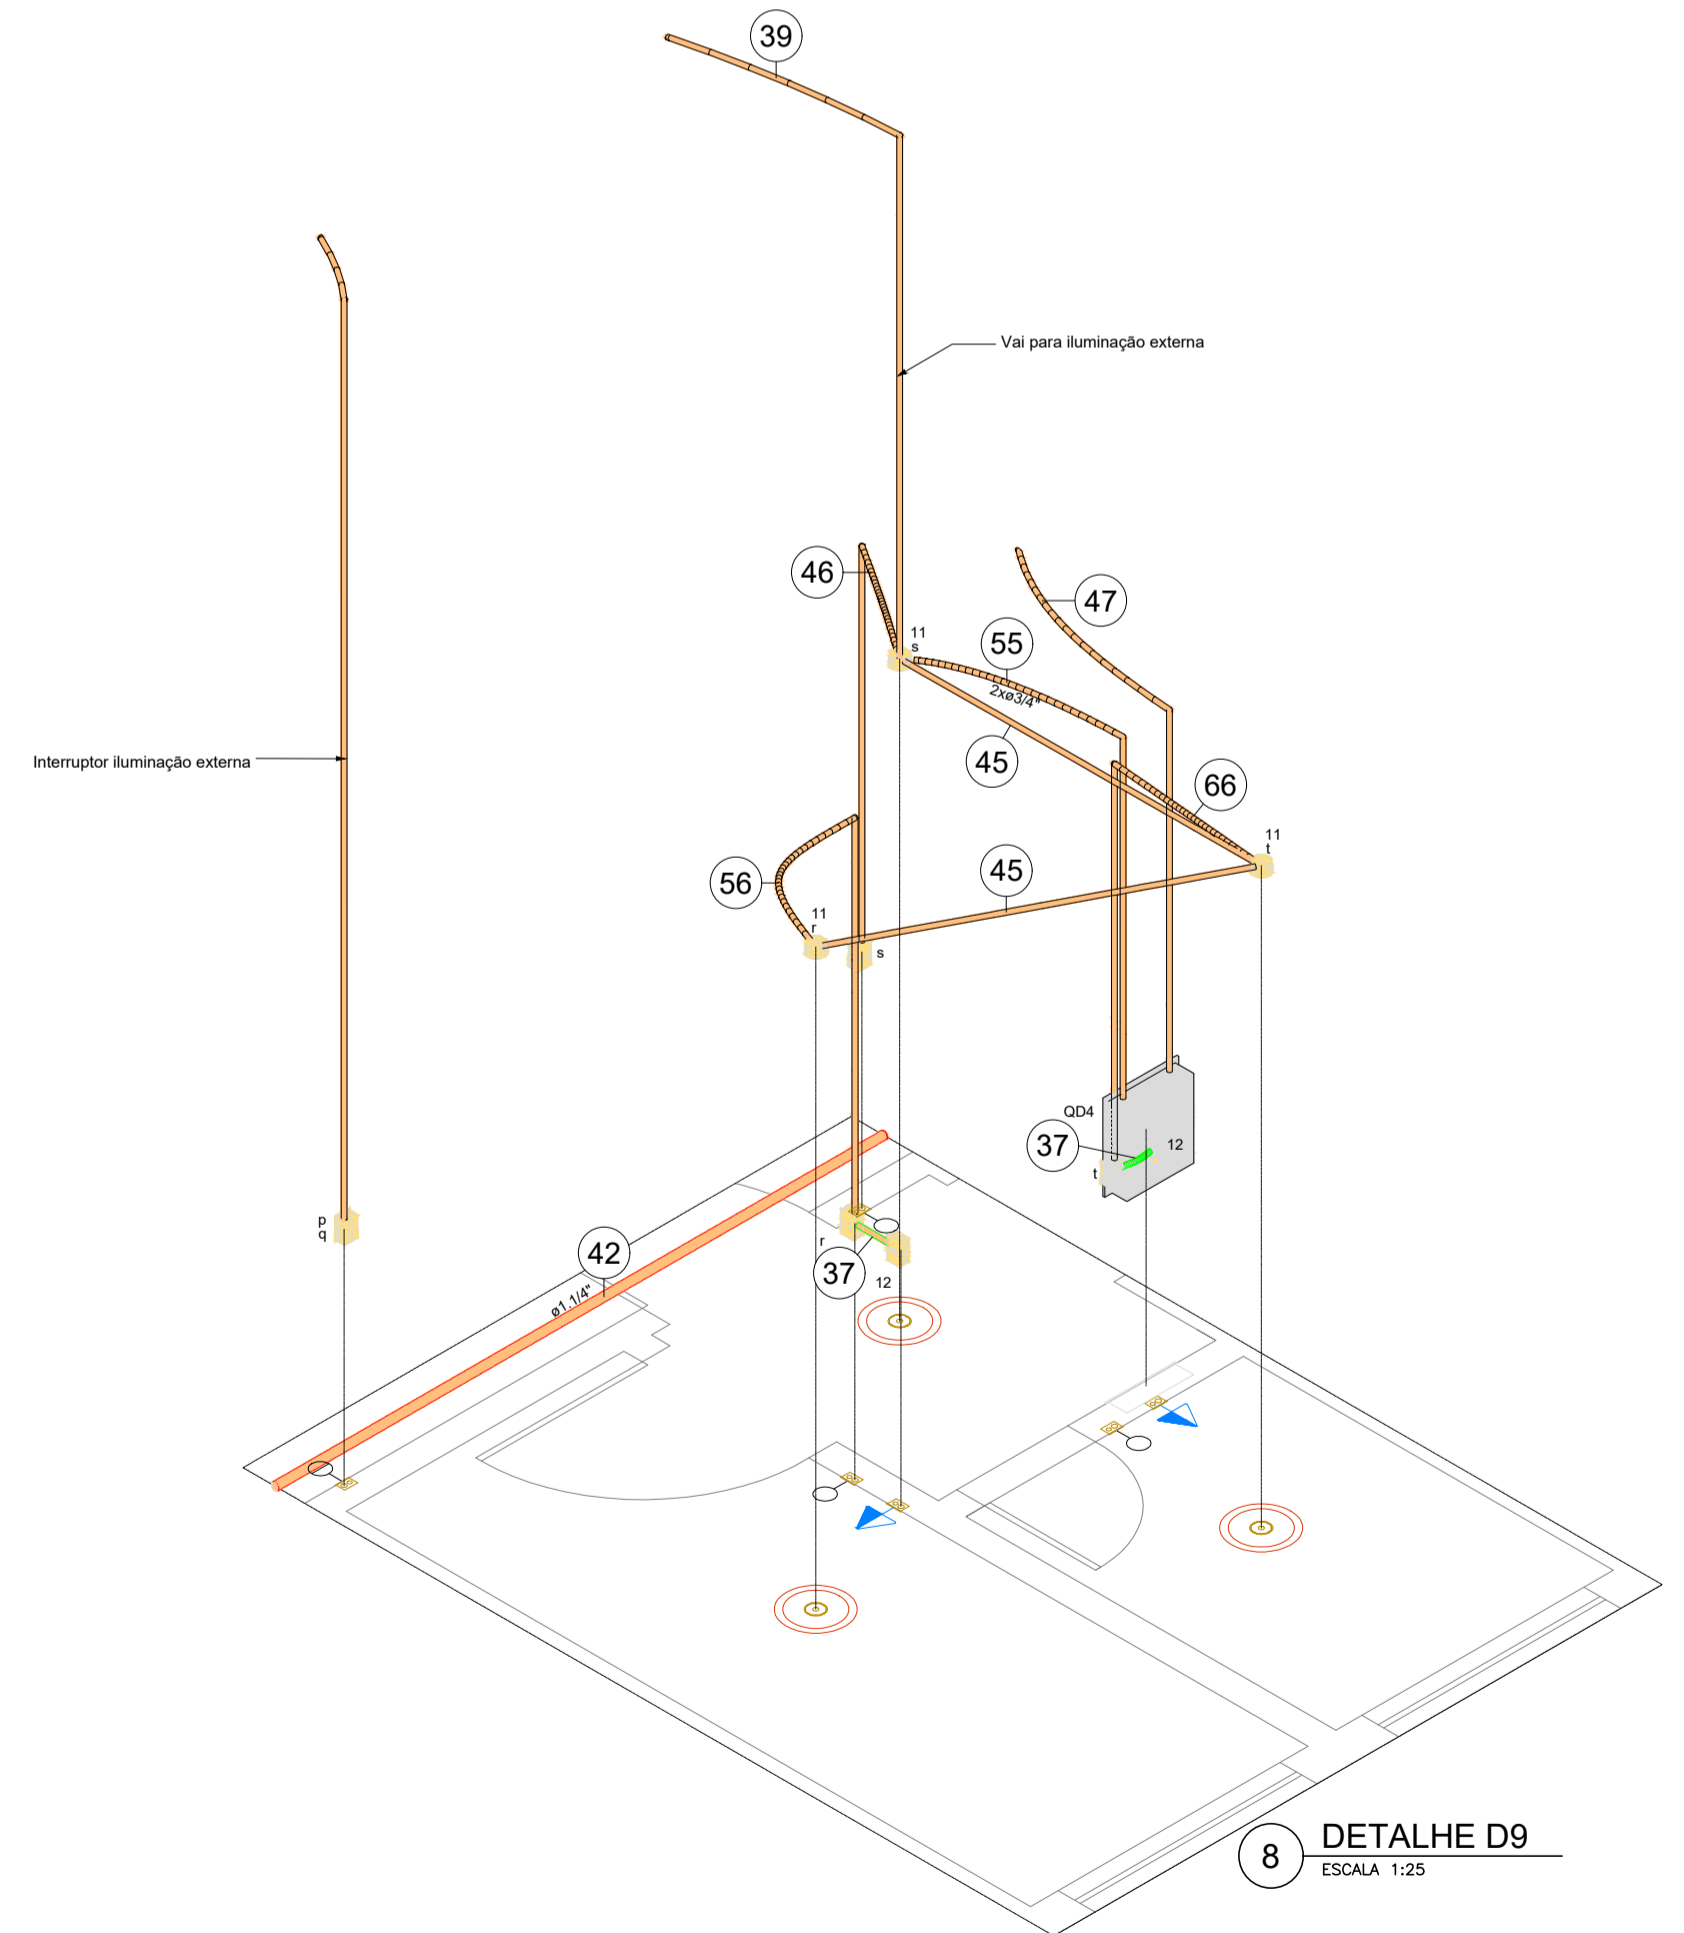 39
Vai para iluminação externa
46
47
11
s
55
2xø3/4"
45
Interruptor iluminação externa
66
11
t
45
56
11
r
s
QD4
37
12
t
p
q
r
42
37
12
ø1.1/4"
8
DETALHE D9
ESCALA 1:25